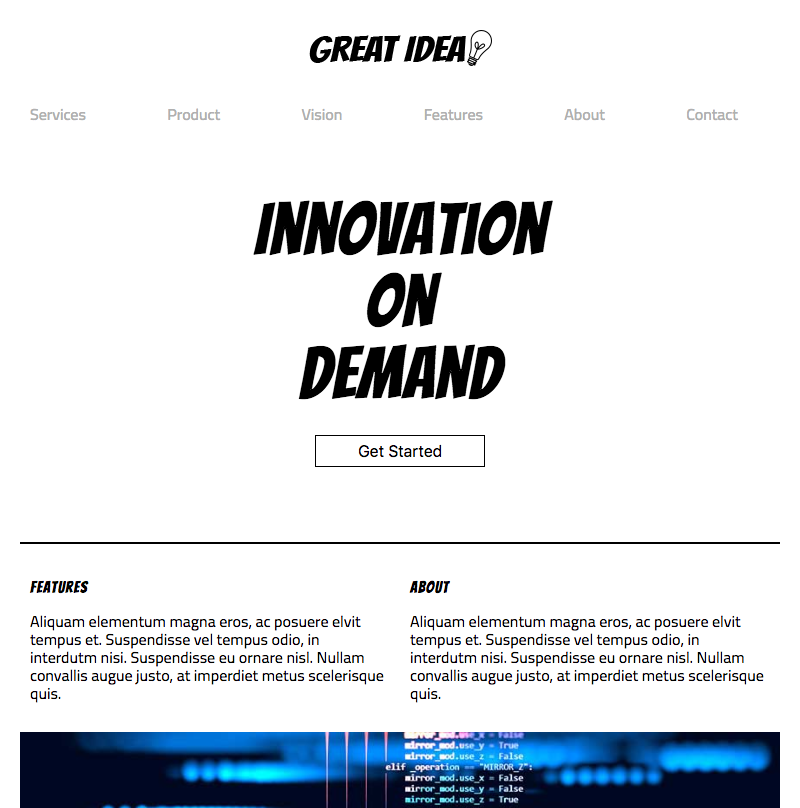 GREAT IDEA
Services Product Vision Features About Contact
INNOVATION
ON
DEMAND
Get Started
FEATURES
Aliquam elementum magna eros, ac posuere elvit
tempus et. Suspendisse vel tempus odio, in
interdutm nisi. Suspendisse eu ornare nisl. Nullam
convallis augue justo, at imperdiet metus scelerisque
quis.
ABOUT
Aliquam elementum magna eros, ac posuere elvit
tempus et. Suspendisse vel tempus odio, in
interdutm nisi. Suspendisse eu ornare nisl. Nullam
convallis augue justo, at imperdiet metus scelerisque
quis.
mirror_mod.use_x = False
mirror_mod.use_y = True
mirror_mod.use_z = False
elif _operation == "MIRROR_Z":
mirror_mod.use_x = False
mirror_mod.use_y = False
mirror_mod.use_z = True